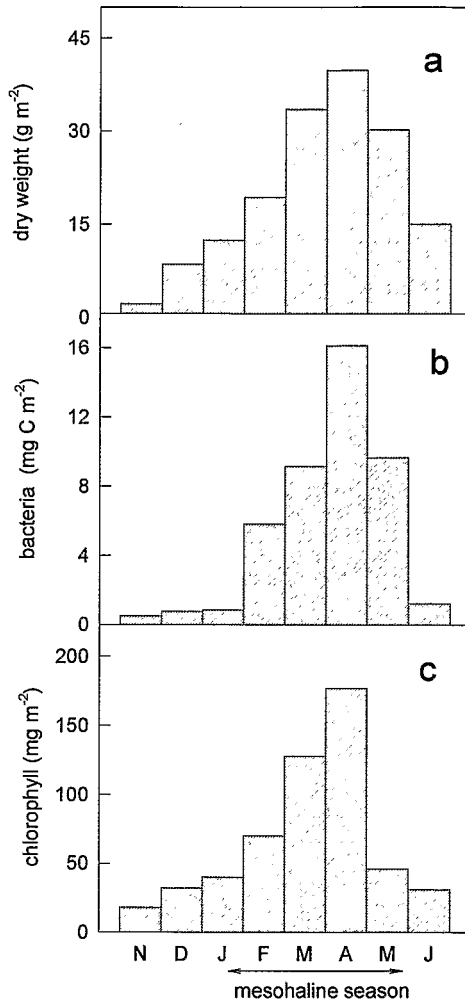 a
dry weight (g m⁻²)
45
30
15
0
b
bacteria (mg C m⁻²)
16
12
8
4
0
c
chlorophyll (mg m⁻²)
200
150
100
50
0
N D J F M A M J
mesohaline season